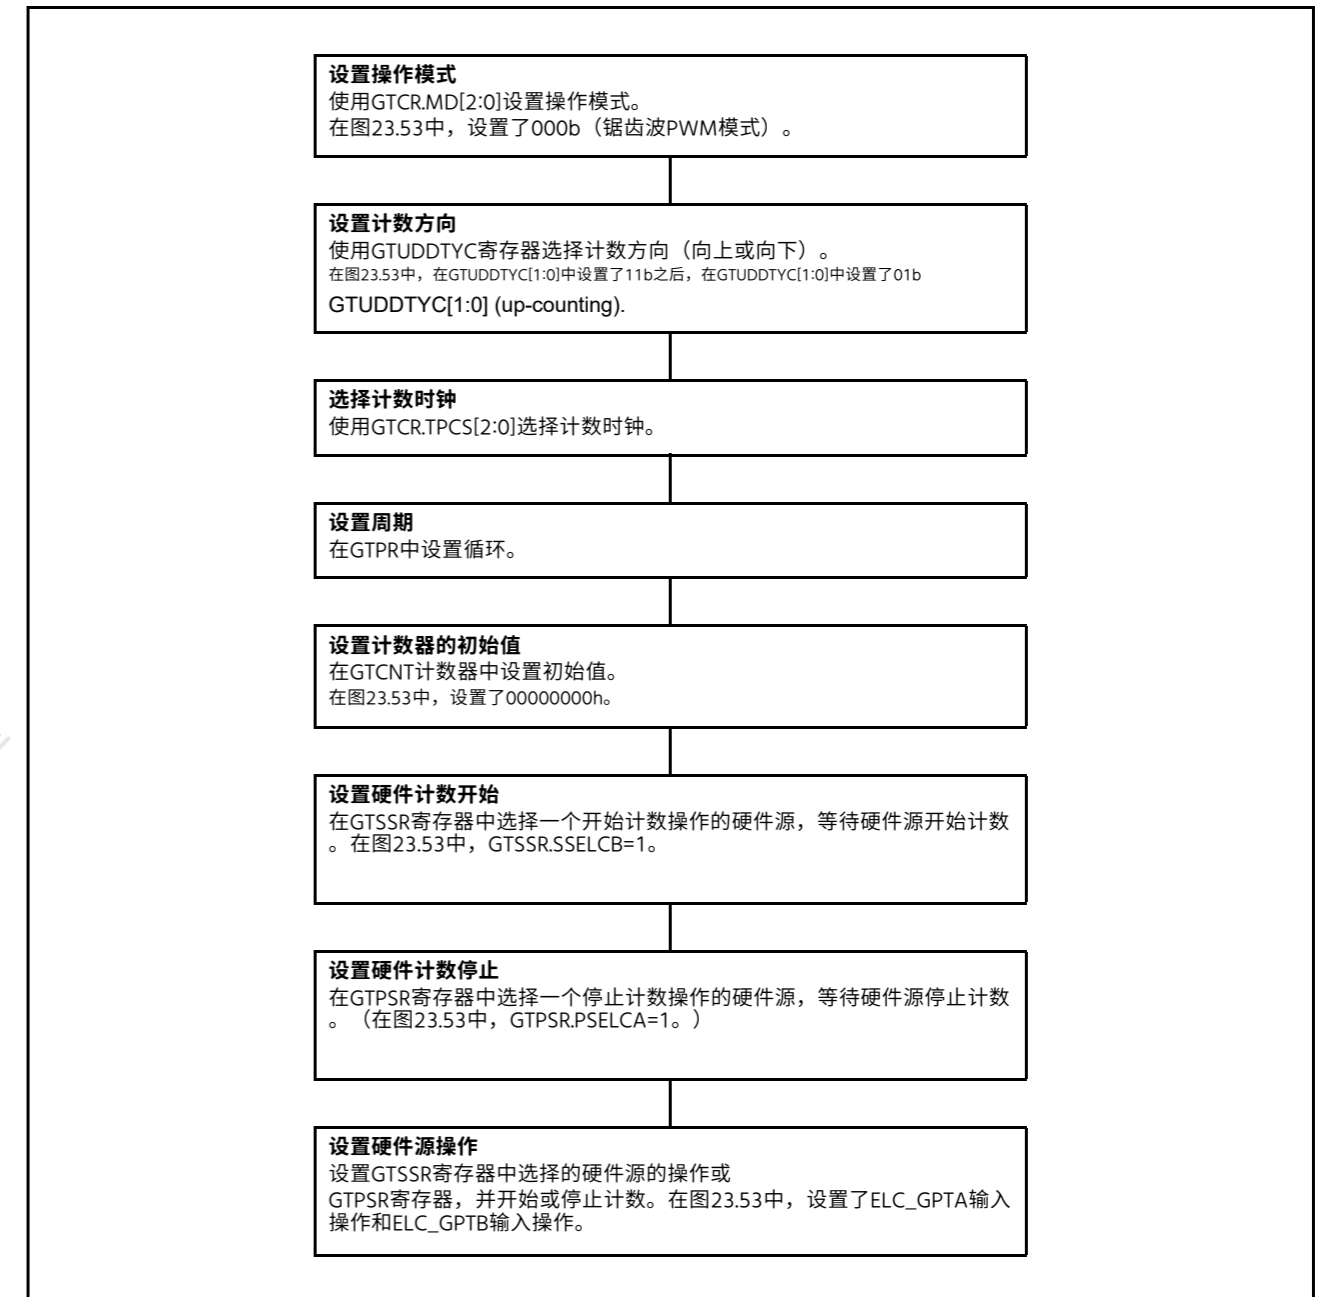 设置操作模式
使用GTCR.MD[2:0]设置操作模式。
在图23.53中，设置了000b（锯齿波PWM模式）。
设置计数方向
使用GTUDDTYC寄存器选择计数方向（向上或向下）。
在图23.53中，在GTUDDTYC[1:0]中设置了11b之后，在GTUDDTYC[1:0]中设置了01b
GTUDDTYC[1:0] (up-counting).
选择计数时钟
使用GTCR.TPCS[2:0]选择计数时钟。
设置周期
在GTPR中设置循环。
设置计数器的初始值
在GTCNT计数器中设置初始值。
在图23.53中，设置了00000000h。
设置硬件计数开始
在GTSSR寄存器中选择一个开始计数操作的硬件源，等待硬件源开始计数
。在图23.53中，GTSSR.SSELCB=1。
设置硬件计数停止
在GTPSR寄存器中选择一个停止计数操作的硬件源，等待硬件源停止计数
。（在图23.53中，GTPSR.PSELCA=1。）
设置硬件源操作
设置GTSSR寄存器中选择的硬件源的操作或
GTPSR寄存器，并开始或停止计数。在图23.53中，设置了ELC_GPTA输入
操作和ELC_GPTB输入操作。